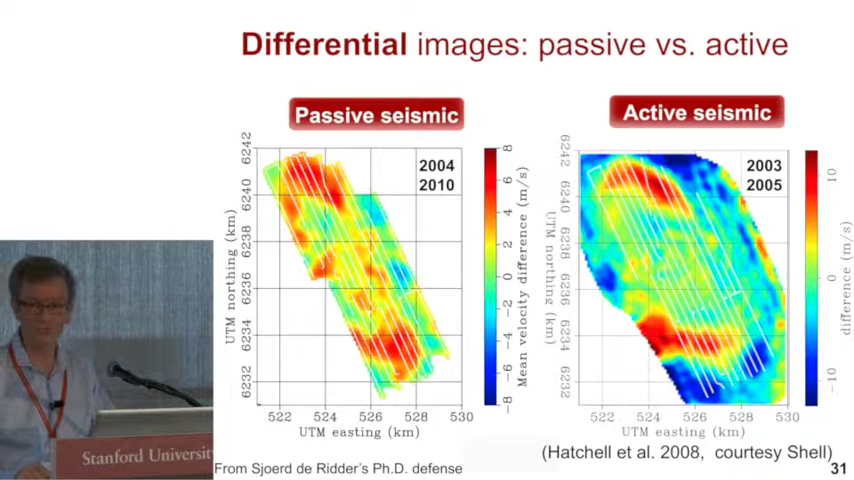 Differential images: passive vs. active
Passive seismic
2004
2010
UTM northing (km)
6242
6240
6238
6236
6234
6232
522 524 526 528 530
UTM easting (km)
8
6
4
2
0
−2
−4
−6
−8
Mean velocity difference (m/s)
Active seismic
2003
2005
UTM northing (km)
6242
6240
6238
6236
6234
6232
522 524 526 528 530
UTM easting (km)
10
0
−10
difference (m/s)
(Hatchell et al. 2008, courtesy Shell)
From Sjoerd de Ridder's Ph.D. defense
31
Stanford University